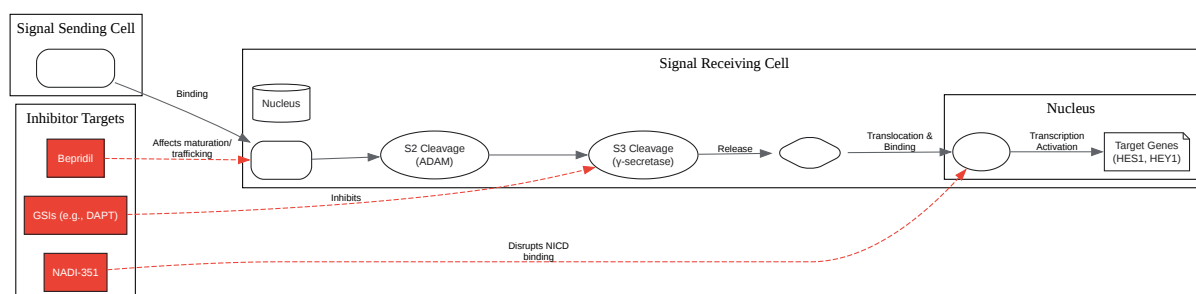 Signal Sending Cell
Signal Receiving Cell
Binding
Nucleus
Nucleus
Inhibitor Targets
Bepridil
Affects maturation/
trafficking
S2 Cleavage
(ADAM)
S3 Cleavage
(γ-secretase)
Release
Translocation &
Binding
Transcription
Activation
Target Genes
(HES1, HEY1)
GSIs (e.g., DAPT)
Inhibits
NADI-351
Disrupts NICD
binding